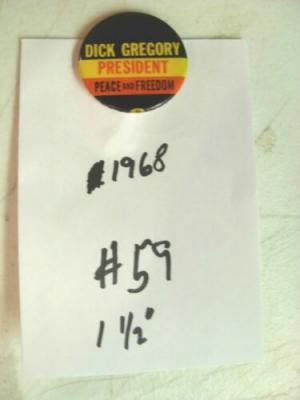 DICK GREGORY
PRESIDENT
PEACE AND FREEDOM
1968
#59
1 1/2"